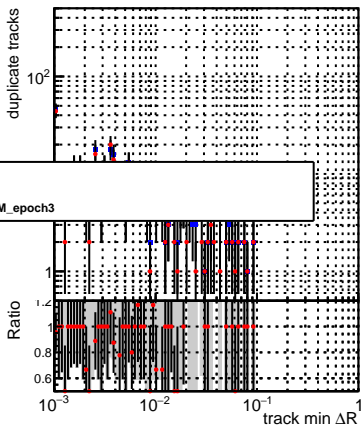 duplicate tracks
10²
M_epoch3
1
Ratio
1.2
1
0.8
0.6
10⁻³ 10⁻² 10⁻¹ 1
track min ΔR